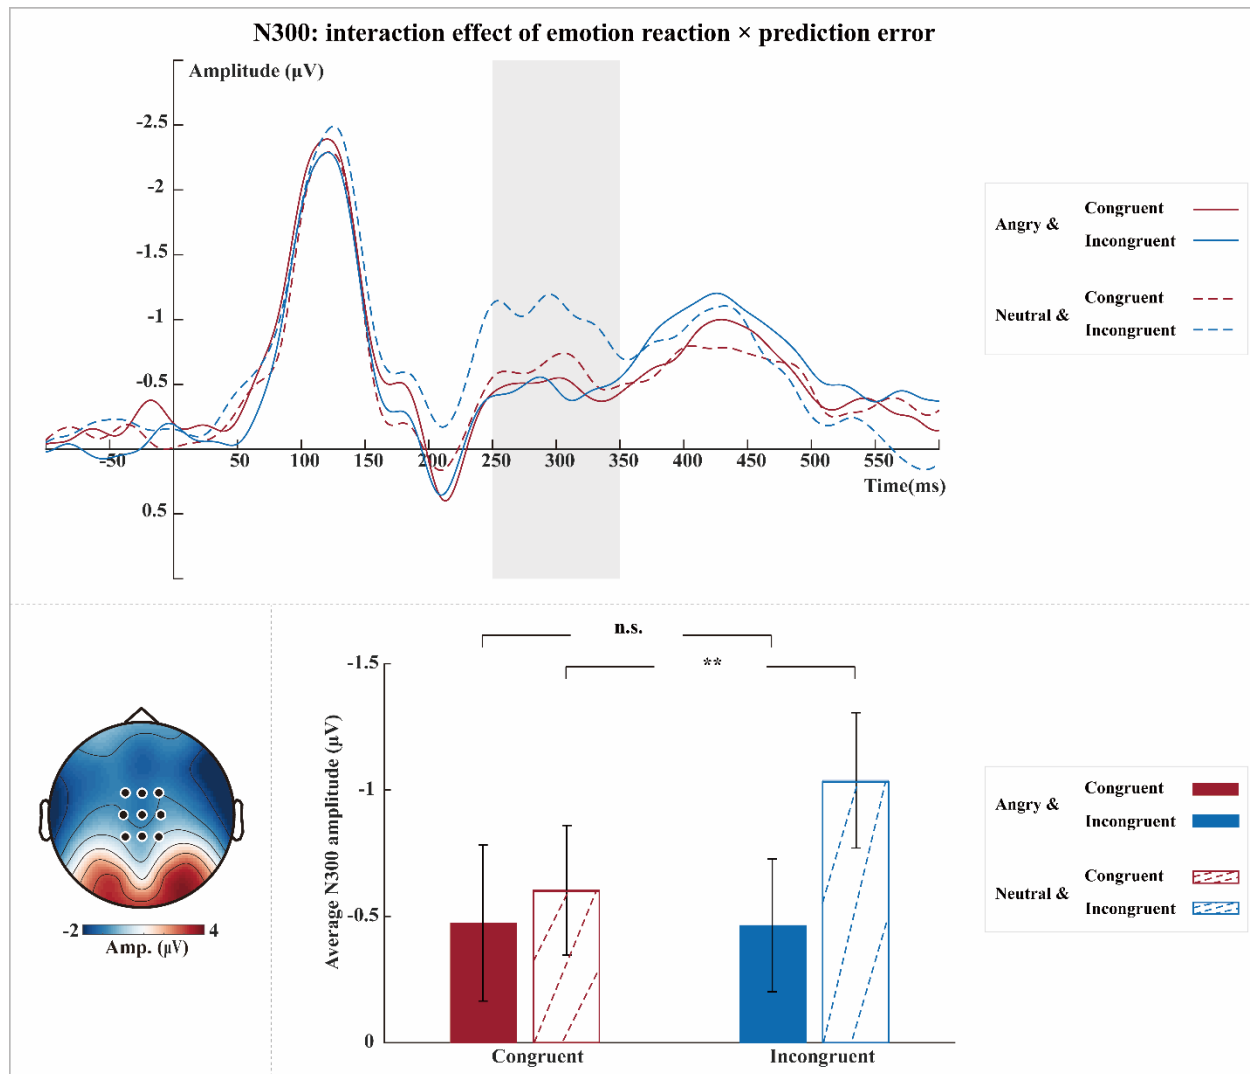 N300: interaction effect of emotion reaction × prediction error
Amplitude (μV)
-2.5
-2
-1.5
-1
-0.5
0.5
-50 50 100 150 200 250 300 350 400 450 500 550
Time(ms)
Angry & Congruent
Incongruent
Neutral & Congruent
Incongruent
-2 4
Amp. (μV)
n.s.
**
Average N300 amplitude (μV)
-1.5
-1
-0.5
0
Congruent Incongruent
Angry & Congruent
Incongruent
Neutral & Congruent
Incongruent